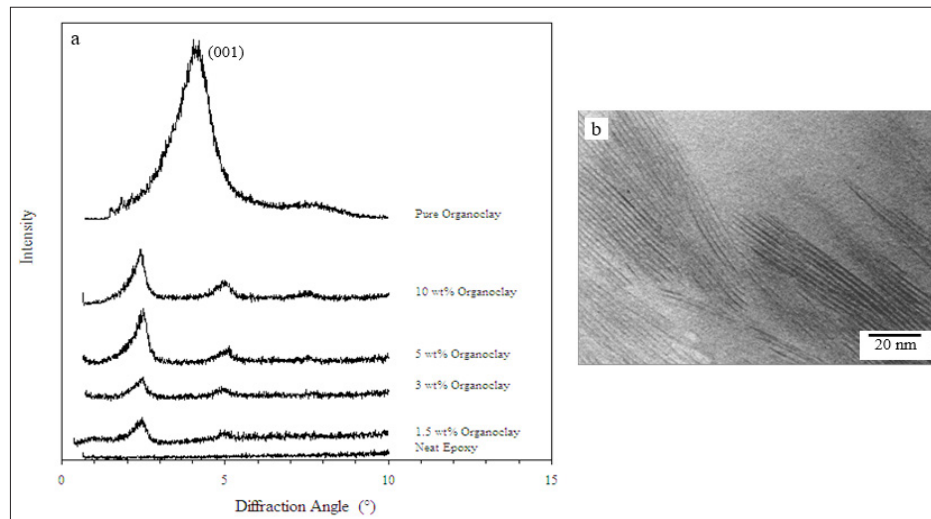 a
(001)
Pure Organoclay
10 wt% Organoclay
5 wt% Organoclay
3 wt% Organoclay
1.5 wt% Organoclay
Neat Epoxy
Intensity
0 5 10 15
Diffraction Angle (°)
b
20 nm